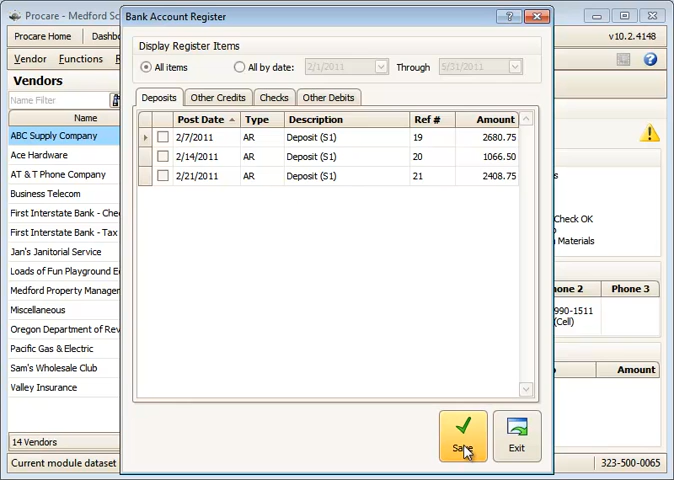 Procare - Medford Sc
Bank Account Register
Procare Home
Dashbo
v10.2.4148
Vendor Functions R
Display Register Items
All items
All by date:
2/1/2011
Through
5/31/2011
Vendors
Name Filter
Deposits Other Credits Checks Other Debits
Name
Post Date Type Description Ref # Amount
2/7/2011 AR Deposit (S1) 19 2680.75
2/14/2011 AR Deposit (S1) 20 1066.50
2/21/2011 AR Deposit (S1) 21 2408.75
ABC Supply Company
Ace Hardware
AT & T Phone Company
Business Telecom
First Interstate Bank - Chec
First Interstate Bank - Tax
Jan's Janitorial Service
Loads of Fun Playground E
Medford Property Manager
Miscellaneous
Oregon Department of Rev
Pacific Gas & Electric
Sam's Wholesale Club
Valley Insurance
Check OK
Materials
one 2 Phone 3
990-1511
(Cell)
Amount
14 Vendors
Save
Exit
Current module dataset
323-500-0065